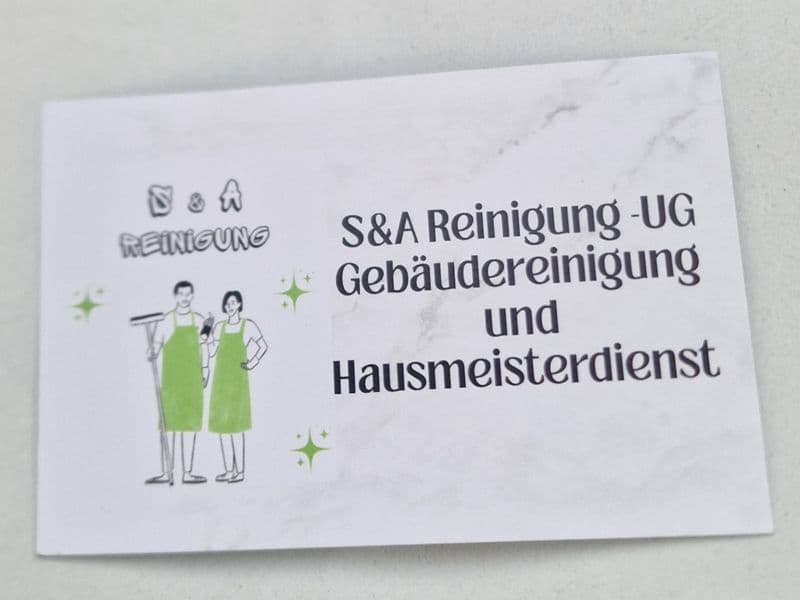 S & A
REINIGUNG
S&A Reinigung -UG
Gebäudereinigung
und
Hausmeisterdienst